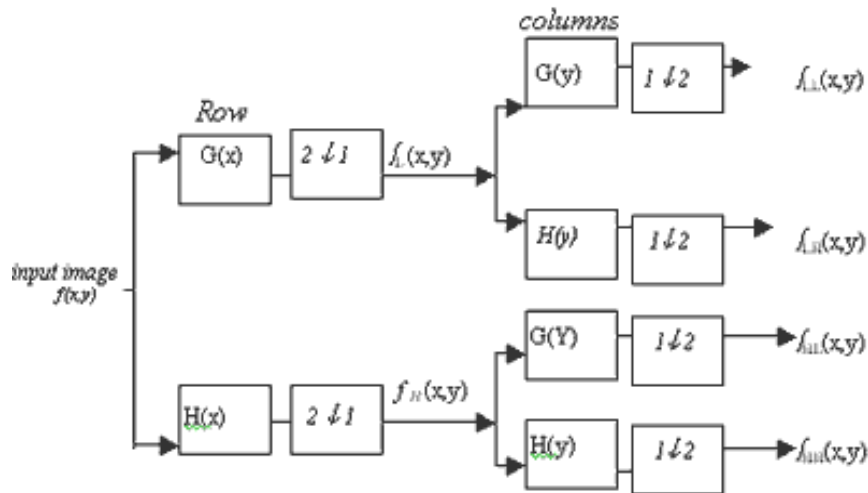 columns
G(y)
1 ↓ 2
f_LL(x,y)
Row
G(x)
2 ↓ 1
f_L(x,y)
H(y)
1↓2
f_LH(x,y)
input image
f(x,y)
G(Y)
1↓2
f_HL(x,y)
H(x)
2 ↓ 1
f_H(x,y)
H(y)
1↓2
f_HH(x,y)